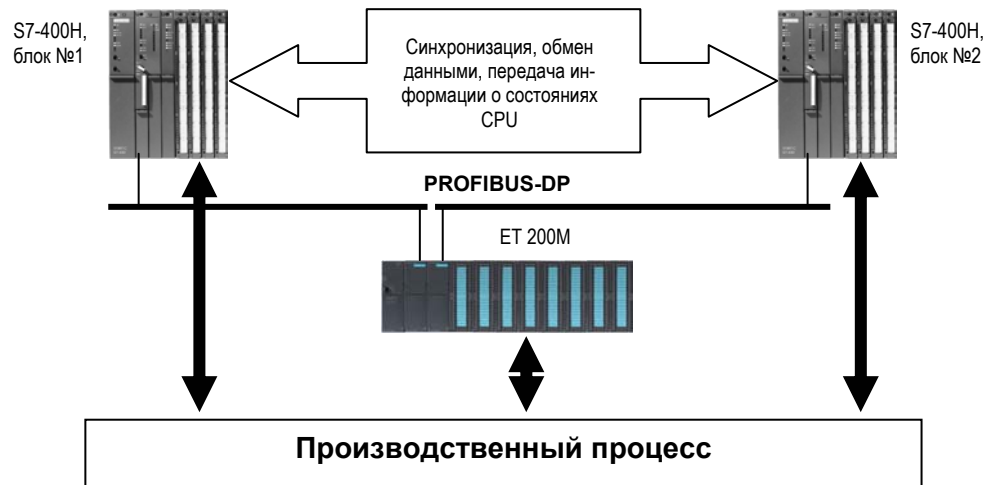 S7-400H,
блок №1
Синхронизация, обмен
данными, передача ин-
формации о состояниях
CPU
S7-400H,
блок №2
PROFIBUS-DP
ET 200M
Производственный процесс